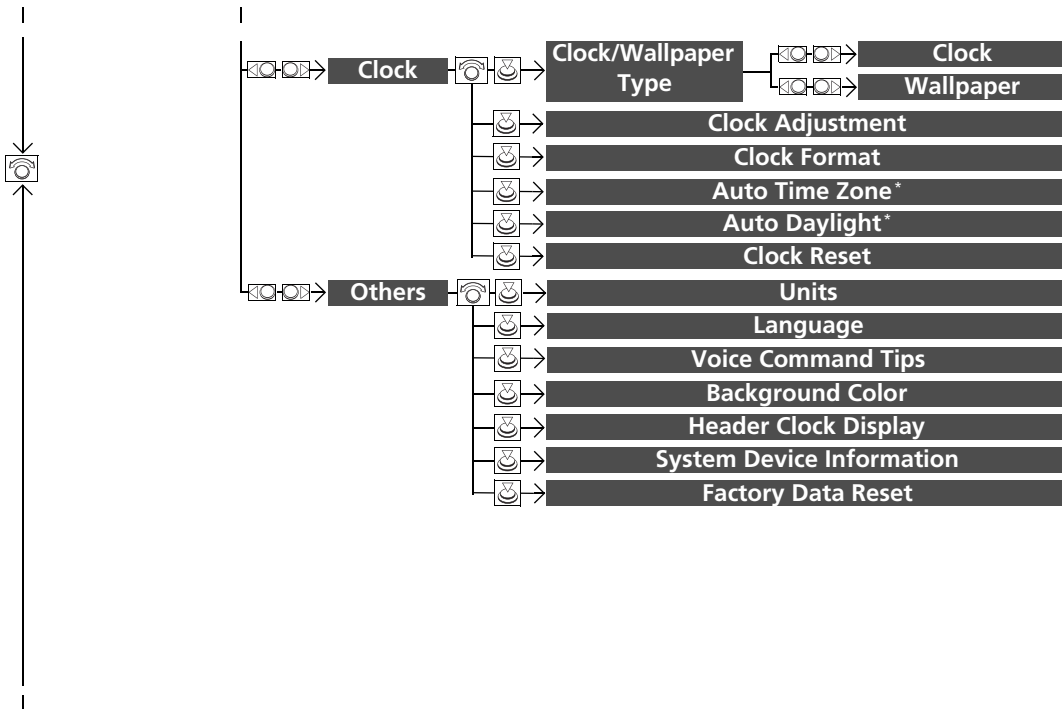 Clock
Clock/Wallpaper
Type
Clock
Wallpaper
Clock Adjustment
Clock Format
Auto Time Zone*
Auto Daylight*
Clock Reset
Others
Units
Language
Voice Command Tips
Background Color
Header Clock Display
System Device Information
Factory Data Reset